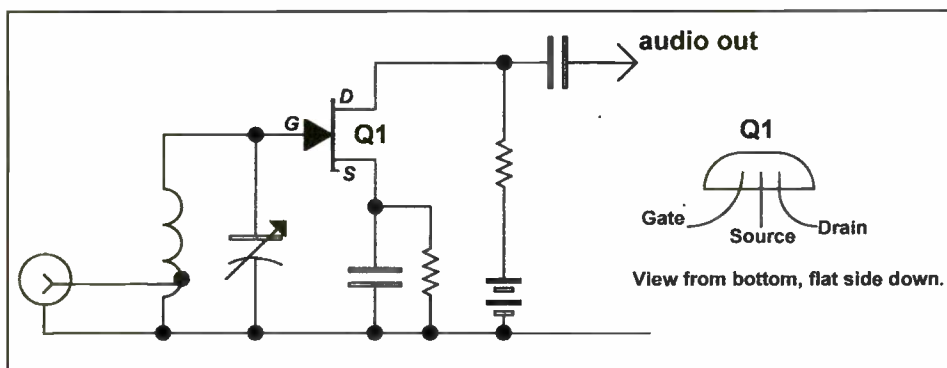 audio out
D
G
Q1
S
Q1
Gate
Source
Drain
View from bottom, flat side down.